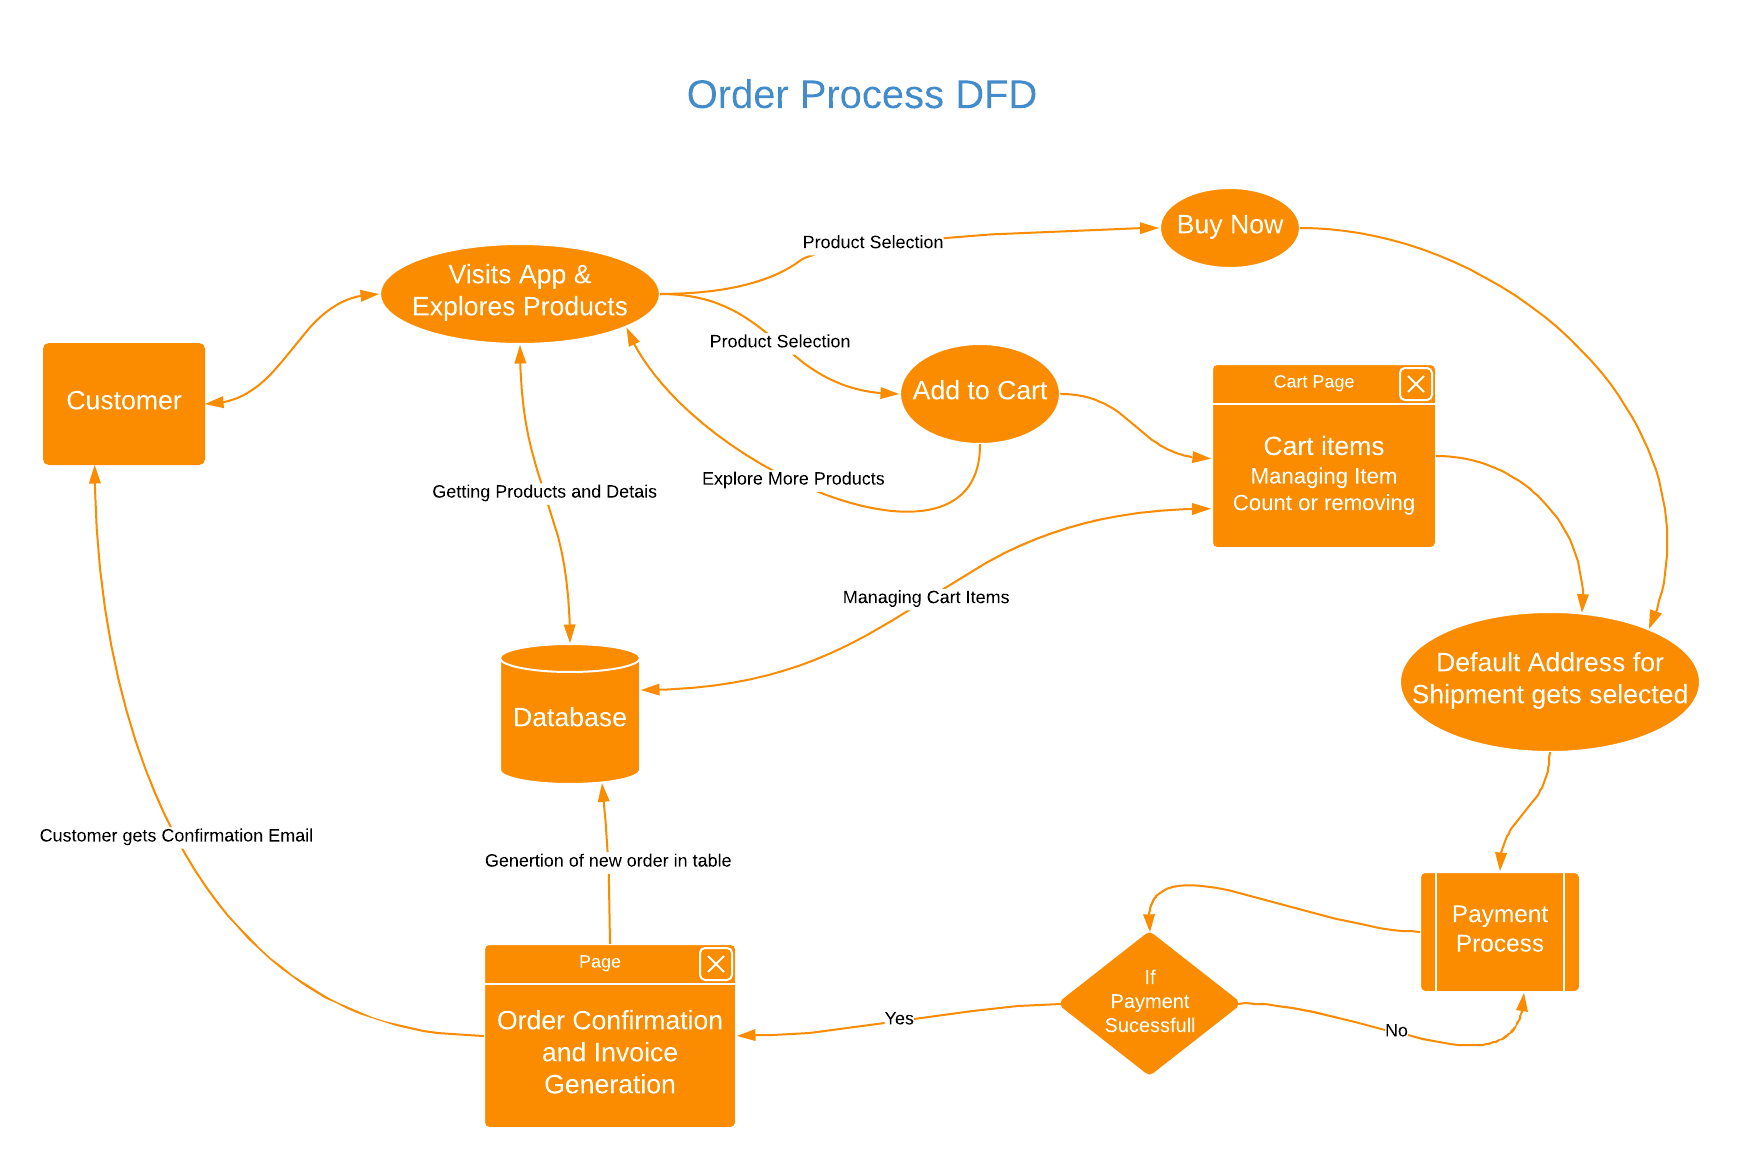 Order Process DFD
Buy Now
Product Selection
Visits App &
Explores Products
Product Selection
Customer
Add to Cart
Cart Page
Cart items
Managing Item
Count or removing
Explore More Products
Getting Products and Detais
Managing Cart Items
Default Address for
Shipment gets selected
Database
Customer gets Confirmation Email
Genertion of new order in table
Payment
Process
Page
If
Payment
Sucessfull
Yes
No
Order Confirmation
and Invoice
Generation